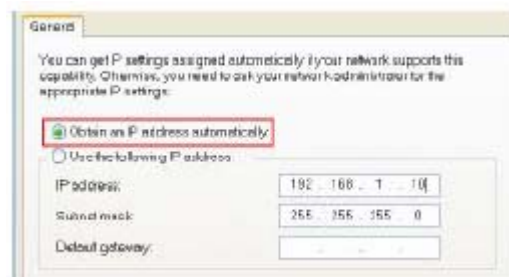 General
You can get IP settings assigned automatically if your network supports this
capability. Otherwise, you need to ask your network administrator for the
appropriate IP settings.
Obtain an IP address automatically
Use the following IP address:
IP address: 192 . 168 . 1 . 10
Subnet mask: 255 . 255 . 255 . 0
Default gateway: . . .